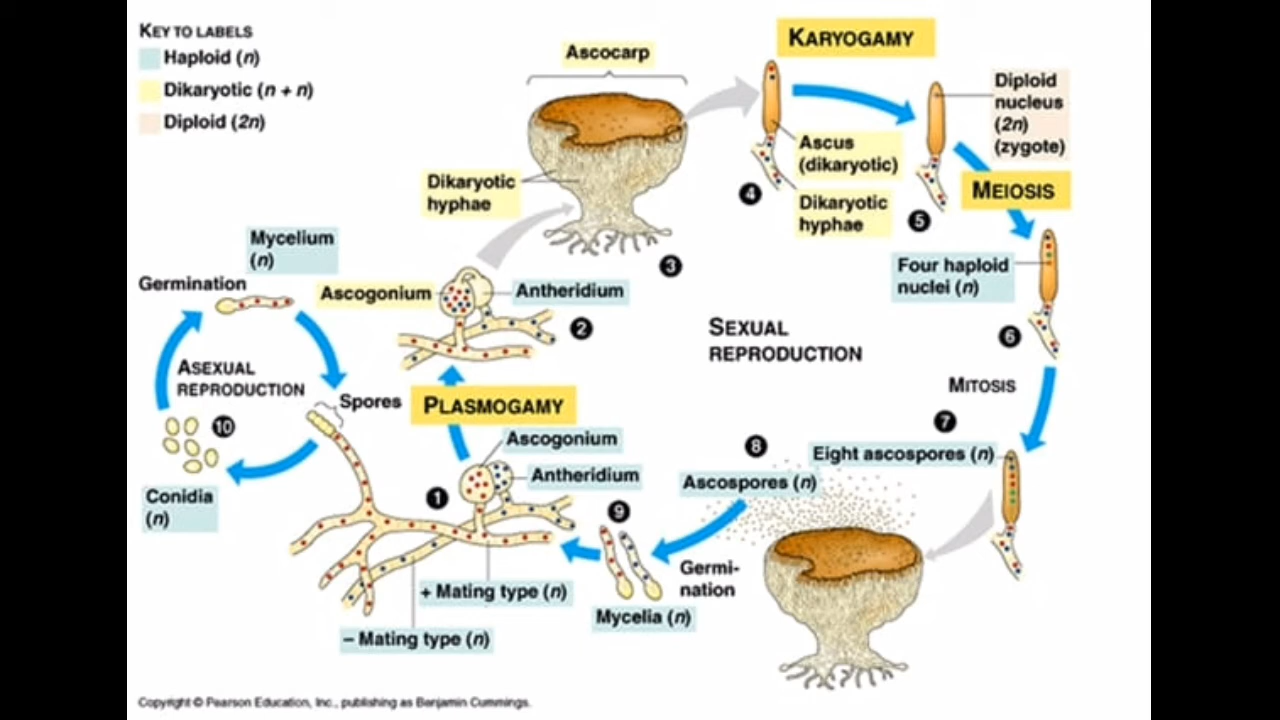 KEY TO LABELS
Haploid (n)
Dikaryotic (n + n)
Diploid (2n)
Ascocarp
KARYOGAMY
Diploid
nucleus
(2n)
(zygote)
Ascus
(dikaryotic)
Dikaryotic
hyphae
Dikaryotic
hyphae
4
5
MEIOSIS
3
Mycelium
(n)
Germination
Ascogonium
Antheridium
2
Four haploid
nuclei (n)
6
SEXUAL
REPRODUCTION
ASEXUAL
REPRODUCTION
10
Spores
PLASMOGAMY
MITOSIS
7
Ascogonium
Antheridium
1
8
Eight ascospores (n)
Ascospores (n)
9
Conidia
(n)
Germi-
nation
+ Mating type (n)
Mycelia (n)
– Mating type (n)
Copyright © Pearson Education, Inc., publishing as Benjamin Cummings.